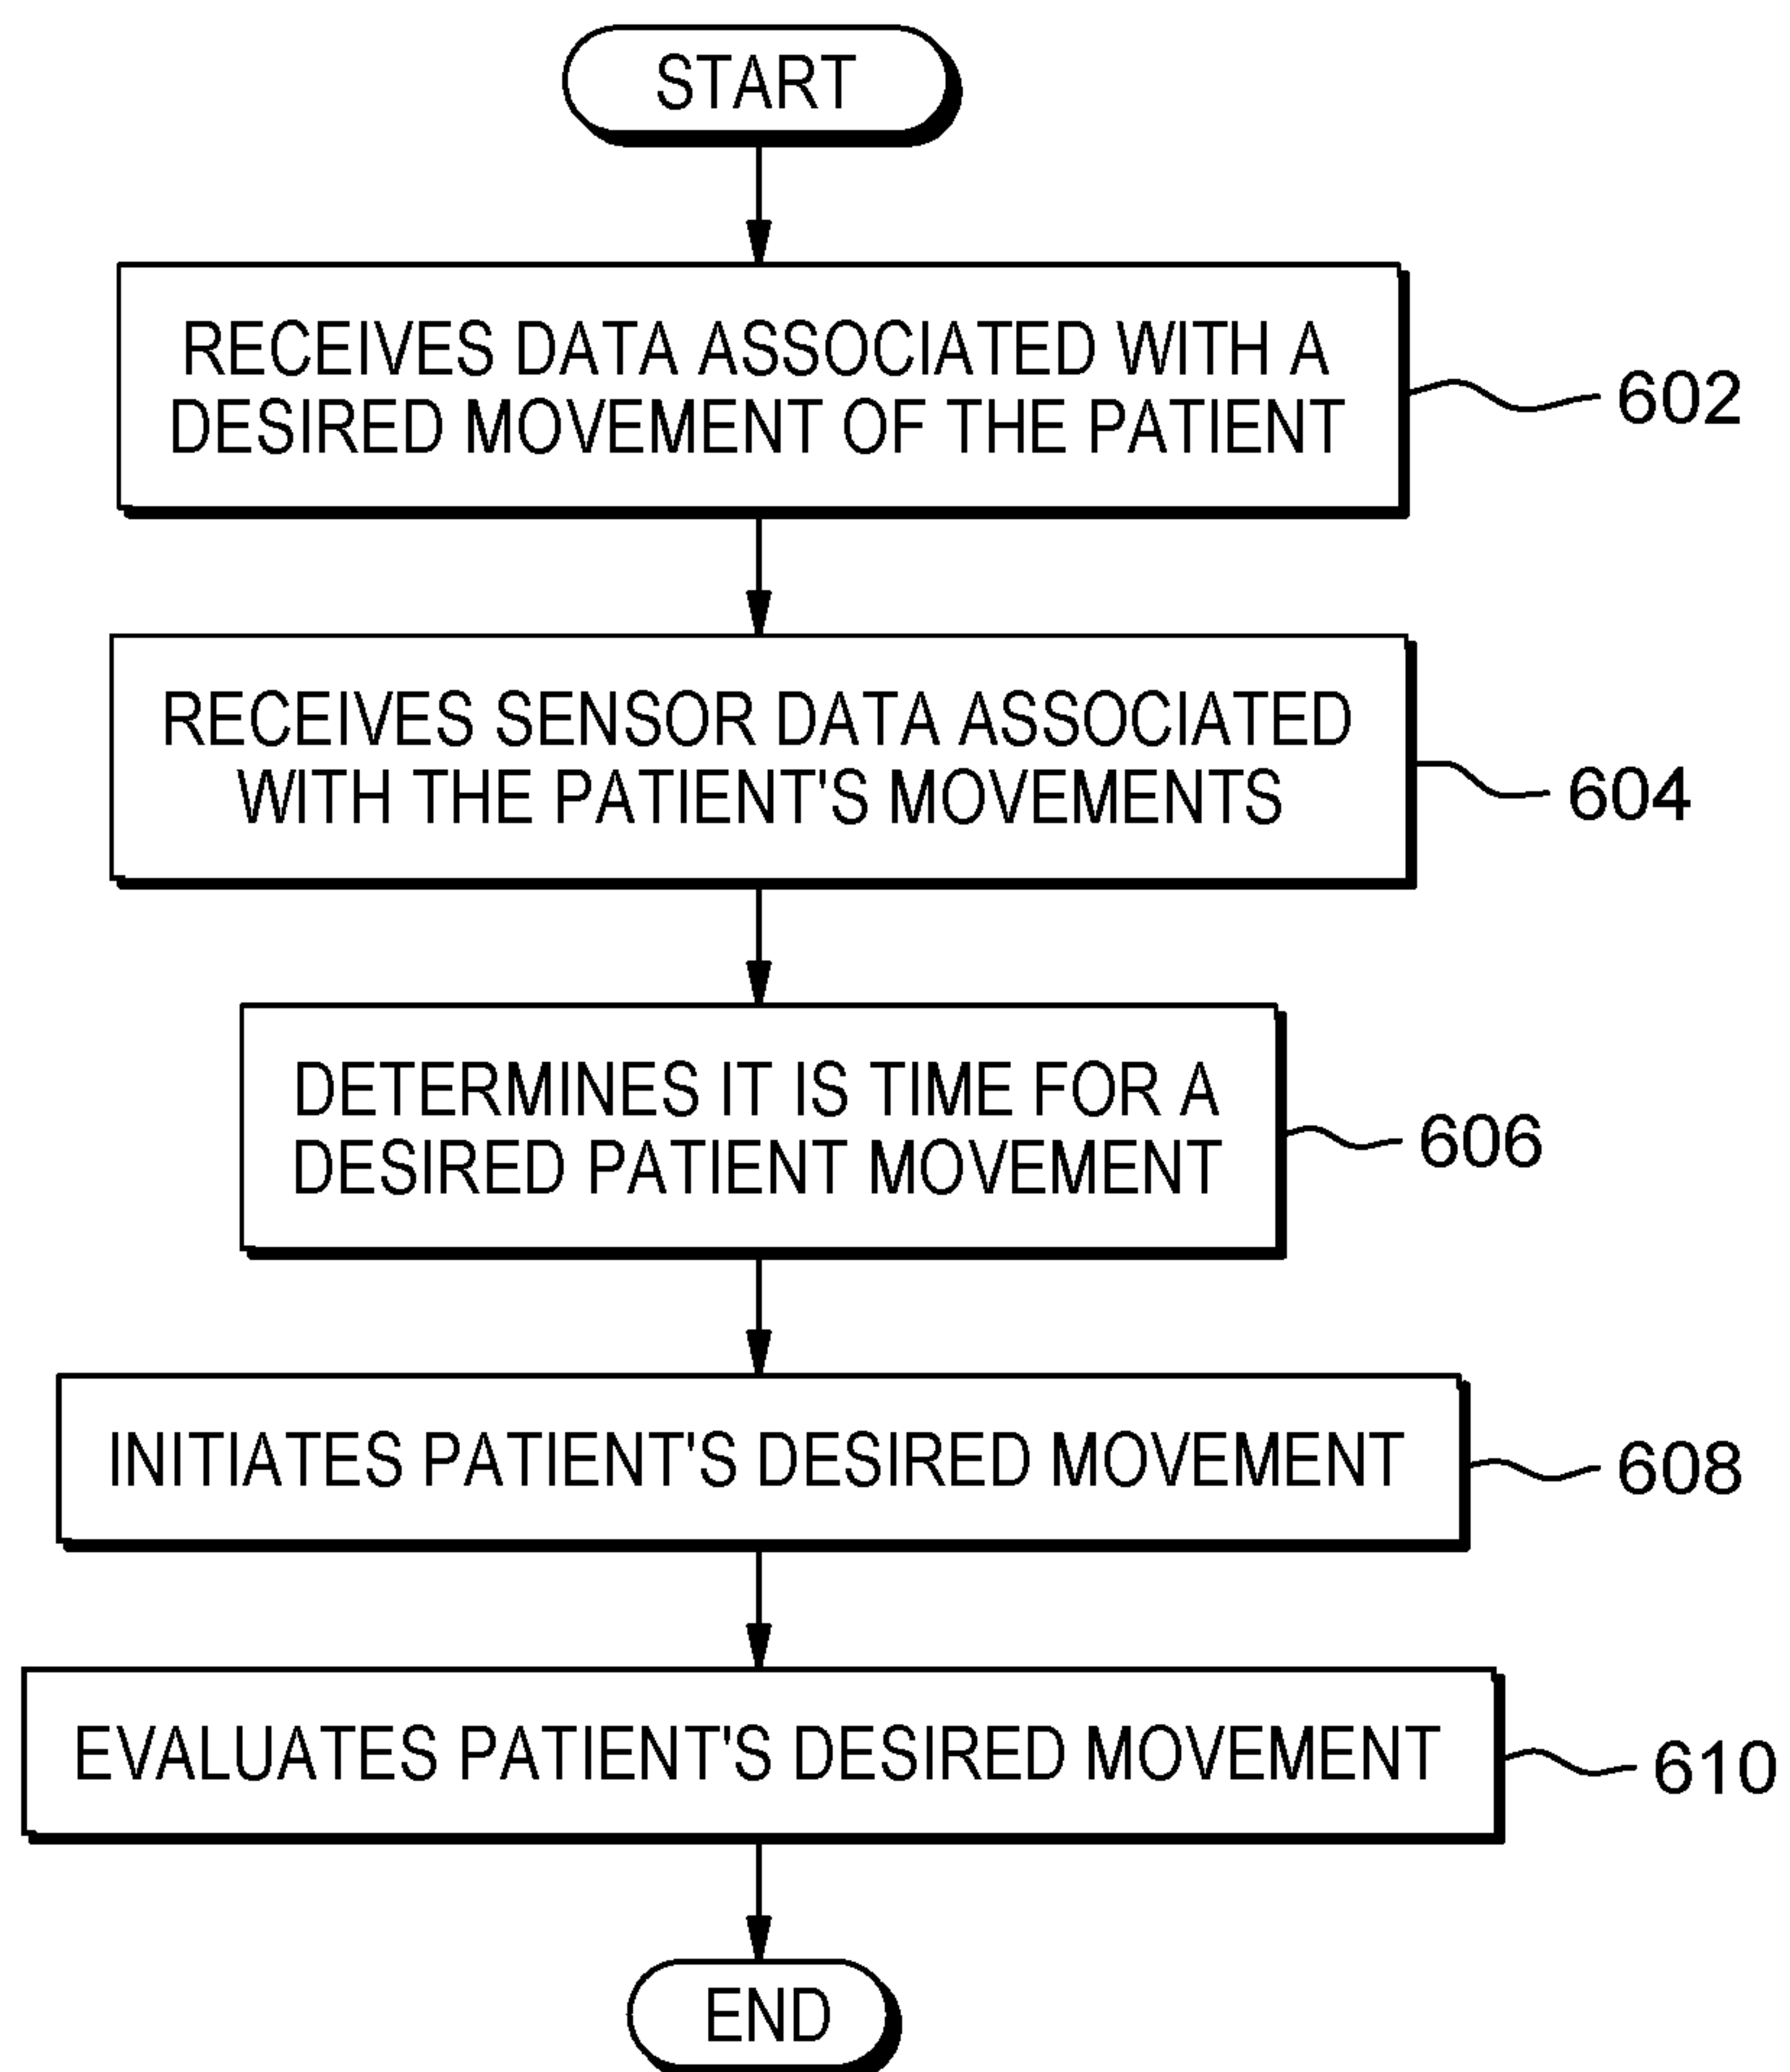 START
RECEIVES DATA ASSOCIATED WITH A
DESIRED MOVEMENT OF THE PATIENT
602
RECEIVES SENSOR DATA ASSOCIATED
WITH THE PATIENT'S MOVEMENTS
604
DETERMINES IT IS TIME FOR A
DESIRED PATIENT MOVEMENT
606
INITIATES PATIENT'S DESIRED MOVEMENT
608
EVALUATES PATIENT'S DESIRED MOVEMENT
610
END